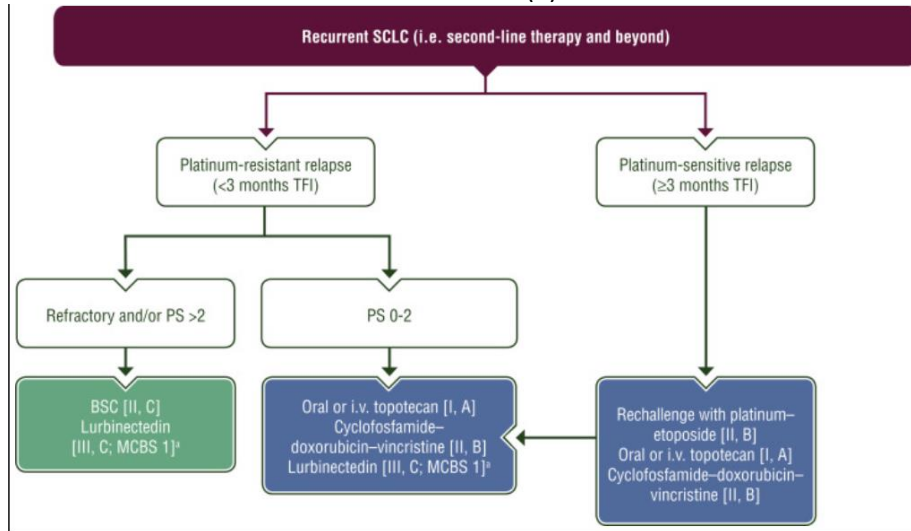 Recurrent SCLC (i.e. second-line therapy and beyond)
Platinum-resistant relapse
(<3 months TFI)
Platinum-sensitive relapse
(≥3 months TFI)
Refractory and/or PS >2
PS 0-2
BSC [II, C]
Lurbinectedin
[III, C; MCBS 1]ᵃ
Oral or i.v. topotecan [I, A]
Cyclofosfamide–
doxorubicin–vincristine [II, B]
Lurbinectedin [III, C; MCBS 1]ᵃ
Rechallenge with platinum–
etoposide [II, B]
Oral or i.v. topotecan [I, A]
Cyclofosfamide–doxorubicin–
vincristine [II, B]